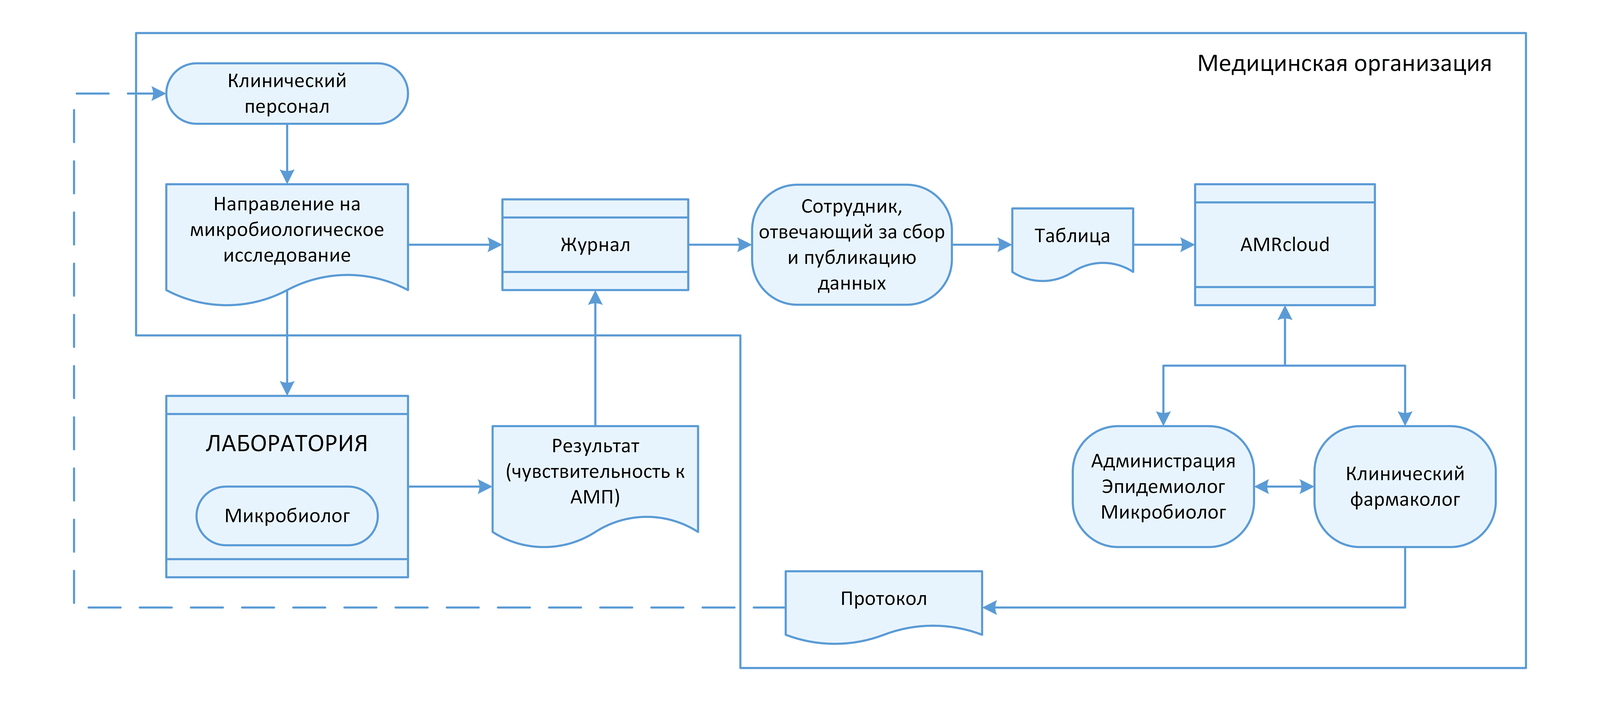 Медицинская организация
Клинический
персонал
Направление на
микробиологическое
исследование
Журнал
Сотрудник,
отвечающий за сбор
и публикацию
данных
Таблица
AMRcloud
ЛАБОРАТОРИЯ
Микробиолог
Результат
(чувствительность к
АМП)
Администрация
Эпидемиолог
Микробиолог
Клинический
фармаколог
Протокол